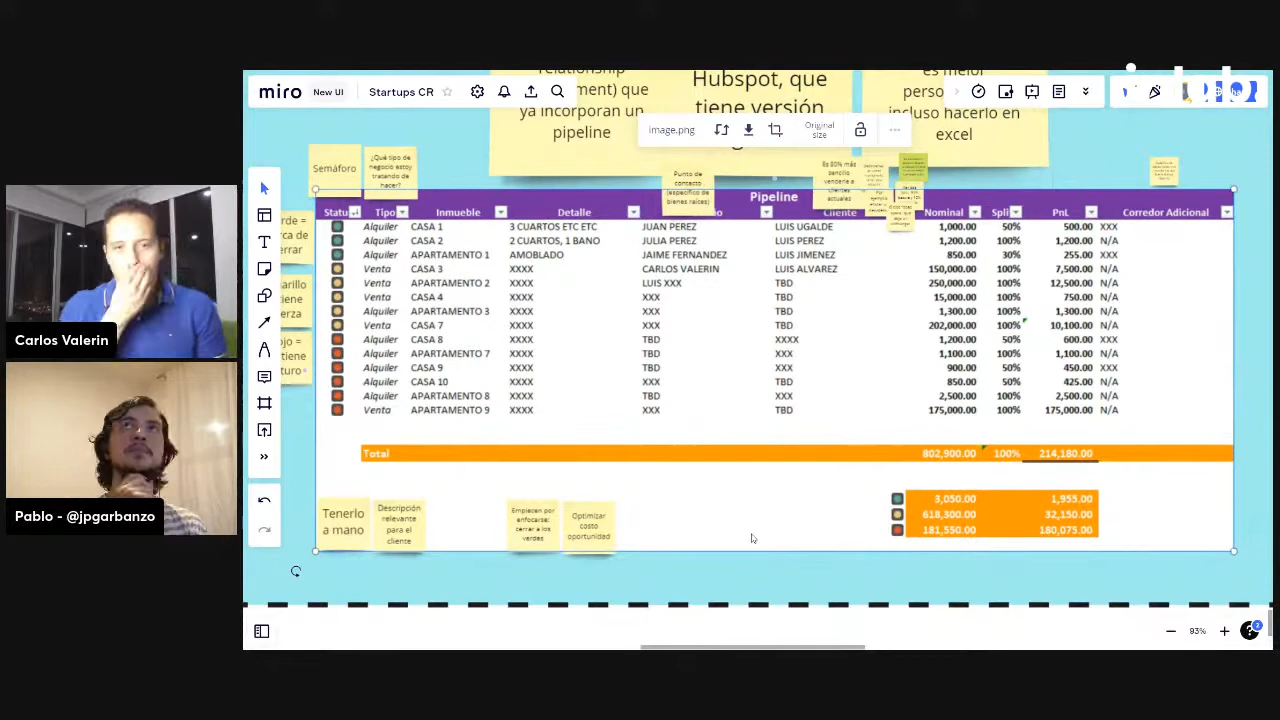 relationship
Hubspot, que
es mejor
ment) que
ya incorporan un
pipeline
tiene versión
incluso hacerlo en
excel
miro
New UI
Startups CR
image.png
Original
size
Semáforo
¿Qué tipo de
negocio estoy
tratando de
hacer?
Punto de
contacto
(específico de
bienes raíces)
Es 80% más
sencillo
venderle a
clientes
actuales
Pipeline
Tipo Inmueble Detalle Cliente Nominal PnL Corredor Adicional
Alquiler CASA 1 3 CUARTOS ETC ETC JUAN PEREZ LUIS UGALDE 1,000.00 50% 500.00 XXX
Alquiler CASA 2 2 CUARTOS, 1 BANO JULIA PEREZ LUIS PEREZ 1,200.00 100% 1,200.00 N/A
Alquiler APARTAMENTO 1 AMOBLADO JAIME FERNANDEZ LUIS JIMENEZ 850.00 30% 255.00 XXX
Venta CASA 3 XXXX CARLOS VALERIN LUIS ALVAREZ 150,000.00 100% 7,500.00 N/A
Venta APARTAMENTO 2 XXXX LUIS XXX TBD 250,000.00 100% 12,500.00 N/A
Venta CASA 4 XXXX XXX TBD 15,000.00 100% 750.00 N/A
Alquiler APARTAMENTO 3 XXXX XXX TBD 1,300.00 100% 1,300.00 N/A
Venta CASA 7 XXXX XXX TBD 202,000.00 100% 10,100.00 N/A
Alquiler CASA 8 XXXX TBD XXXX 1,200.00 50% 600.00 XXX
Alquiler APARTAMENTO 7 XXXX TBD XXX 1,100.00 100% 1,100.00 N/A
Alquiler CASA 9 XXXX TBD XXX 900.00 50% 450.00 XXX
Alquiler CASA 10 XXXX XXX TBD 850.00 50% 425.00 N/A
Alquiler APARTAMENTO 8 XXXX TBD XXX 2,500.00 100% 2,500.00 N/A
Venta APARTAMENTO 9 XXXX XXX TBD 175,000.00 100% 175,000.00 N/A
Total 802,900.00 100% 214,180.00
3,050.00 1,955.00
618,300.00 32,150.00
181,550.00 180,075.00
Tenerlo
a mano
Descripción
relevante
para el
cliente
Empiecen por
enfocarse: cerrar a los
verdes
Optimizar
costo
oportunidad
93%
2
Carlos Valerin
Pablo - @jpgarbanzo